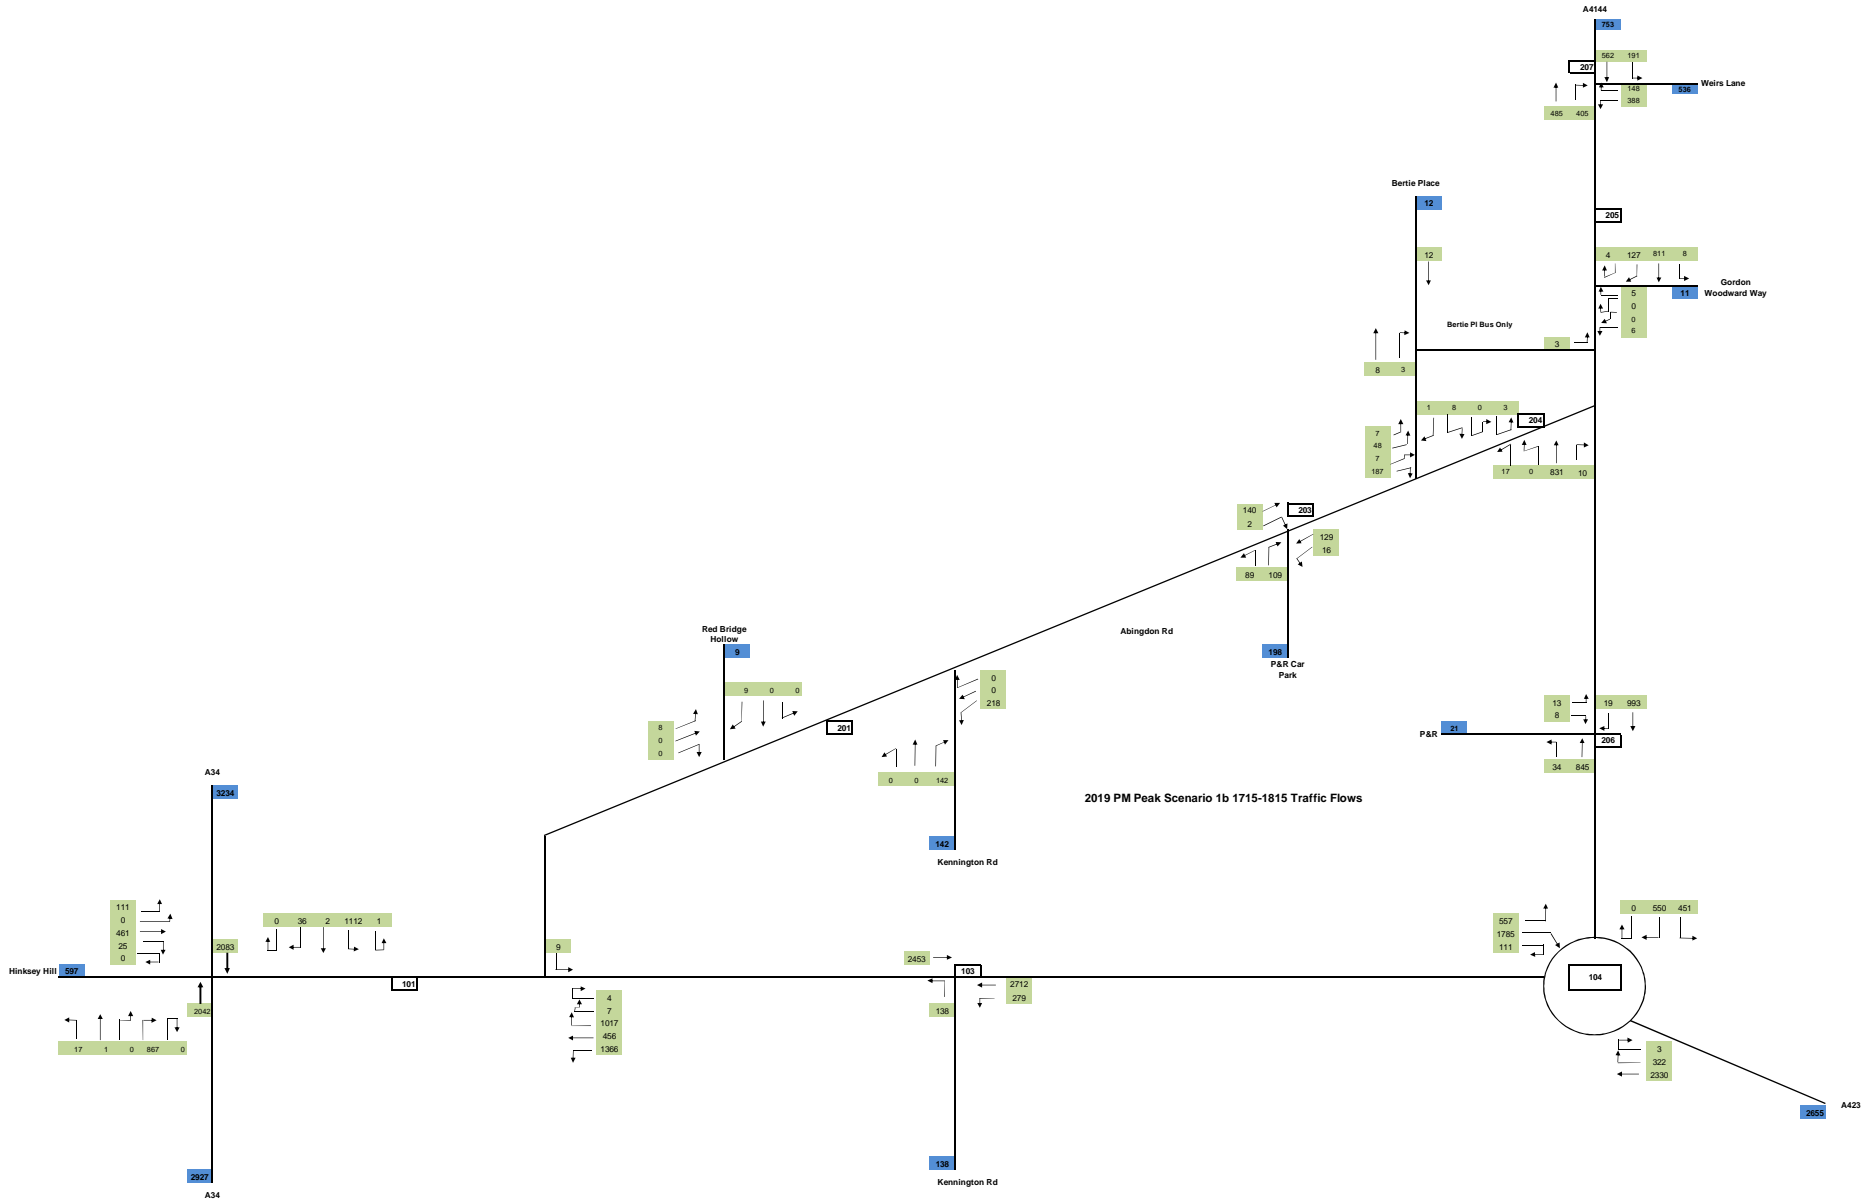 A4144
753
562 191
207
Weirs Lane
148
536
388
485 405
Bertie Place
12
205
12
4 127 811 8
Gordon
Woodward Way
5
11
0
0
6
Bertie Pl Bus Only
3
8 3
1 8 0 3
204
7
48
7
187
17 0 831 10
140
203
2
129
16
89 109
Red Bridge
Hollow
9
Abingdon Rd
198
P&R Car
Park
0
0
218
9 0 0
13
8
19 993
8
0
0
201
P&R
21
206
0 0 142
34 845
A34
3234
2019 PM Peak Scenario 1b 1715-1815 Traffic Flows
142
Kennington Rd
111
0
461
25
0
0 36 2 1112 1
2083
9
557
1785
111
0 550 451
2453
Hinksey Hill
597
101
103
104
2712
279
2042
138
4
7
1017
456
1366
17 1 0 867 0
3
322
2330
2655
A423
138
Kennington Rd
2927
A34